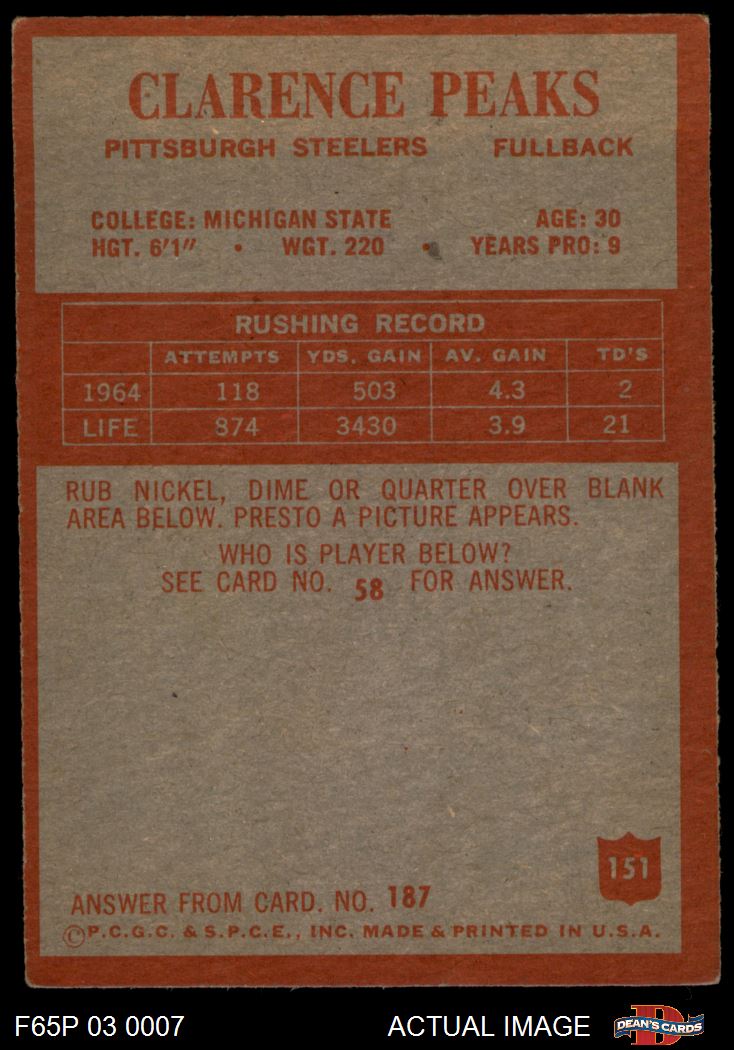 CLARENCE PEAKS
PITTSBURGH STEELERS FULLBACK
COLLEGE: MICHIGAN STATE AGE: 30
HGT. 6'1" • WGT. 220 • YEARS PRO: 9
RUSHING RECORD
ATTEMPTS YDS. GAIN AV. GAIN TD'S
1964 118 503 4.3 2
LIFE 874 3430 3.9 21
RUB NICKEL, DIME OR QUARTER OVER BLANK
AREA BELOW. PRESTO A PICTURE APPEARS.
WHO IS PLAYER BELOW?
SEE CARD NO. 58 FOR ANSWER.
151
ANSWER FROM CARD. NO. 187
©P.C.G.C. & S.P.C.E., INC. MADE & PRINTED IN U.S.A.
F65P 03 0007 ACTUAL IMAGE D DEAN'S CARDS